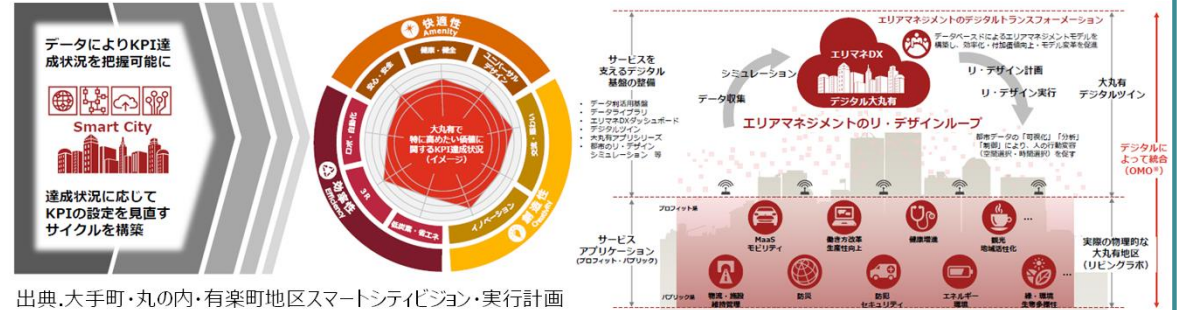 データによりKPI達
成状況を把握可能に
Smart City
達成状況に応じて
KPIの設定を見直す
サイクルを構築
快適性
Amenity
安心・安全
健康・健全
ユニバーサル
デザイン
ロボ・自動化
交流・賑わい
大丸有で
特に高めたい価値に
関するKPI達成状況
(イメージ)
効率性
Efficiency
3R
低炭素・省エネ
イノベーション
創造性
Creativity
出典.大手町・丸の内・有楽町地区スマートシティビジョン・実行計画
エリアマネジメントのデジタルトランスフォーメーション
データベースドによるエリアマネジメントモデルを
構築し、効率化・付加価値向上・モデル変革を促進
エリマネDX
デジタル大丸有
サービスを
支えるデジタル
基盤の整備
・ データ利活用基盤
・ データライブラリ
・ エリマネDXダッシュボード
・ デジタルツイン
・ 大丸有アプリシリーズ
・ 都市のリ・デザイン
シミュレーション 等
シミュレーション
データ収集
リ・デザイン計画
リ・デザイン実行
大丸有
デジタルツイン
エリアマネジメントのリ・デザインループ
都市データの「可視化」「分析」
「制御」により、人の行動変容
(空間選択・時間選択)を促す
デジタルに
よって統合
(OMO※)
サービス
アプリケーション
(プロフィット・パブリック)
プロフィット系
MaaS
モビリティ
働き方改革
生産性向上
健康増進
観光
地域活性化
…
パブリック系
物流・施設
維持管理
防災
防犯
セキュリティ
エネルギー
環境
緑・環境
生物多様性
…
実際の物理的な
大丸有地区
(リビングラボ)